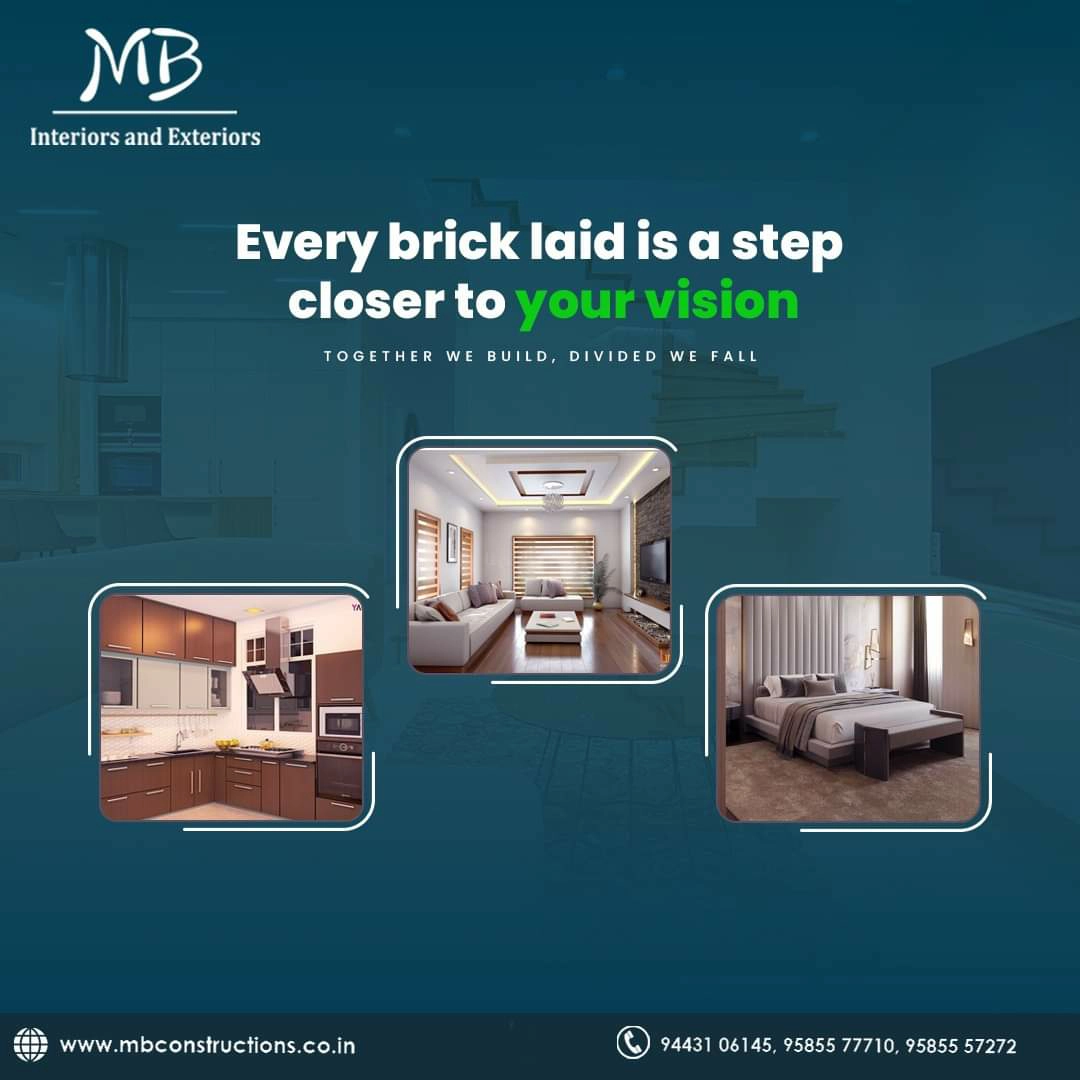 MB
Interiors and Exteriors
Every brick laid is a step
closer to your vision
TOGETHER WE BUILD, DIVIDED WE FALL
www.mbconstructions.co.in
94431 06145, 95855 77710, 95855 57272